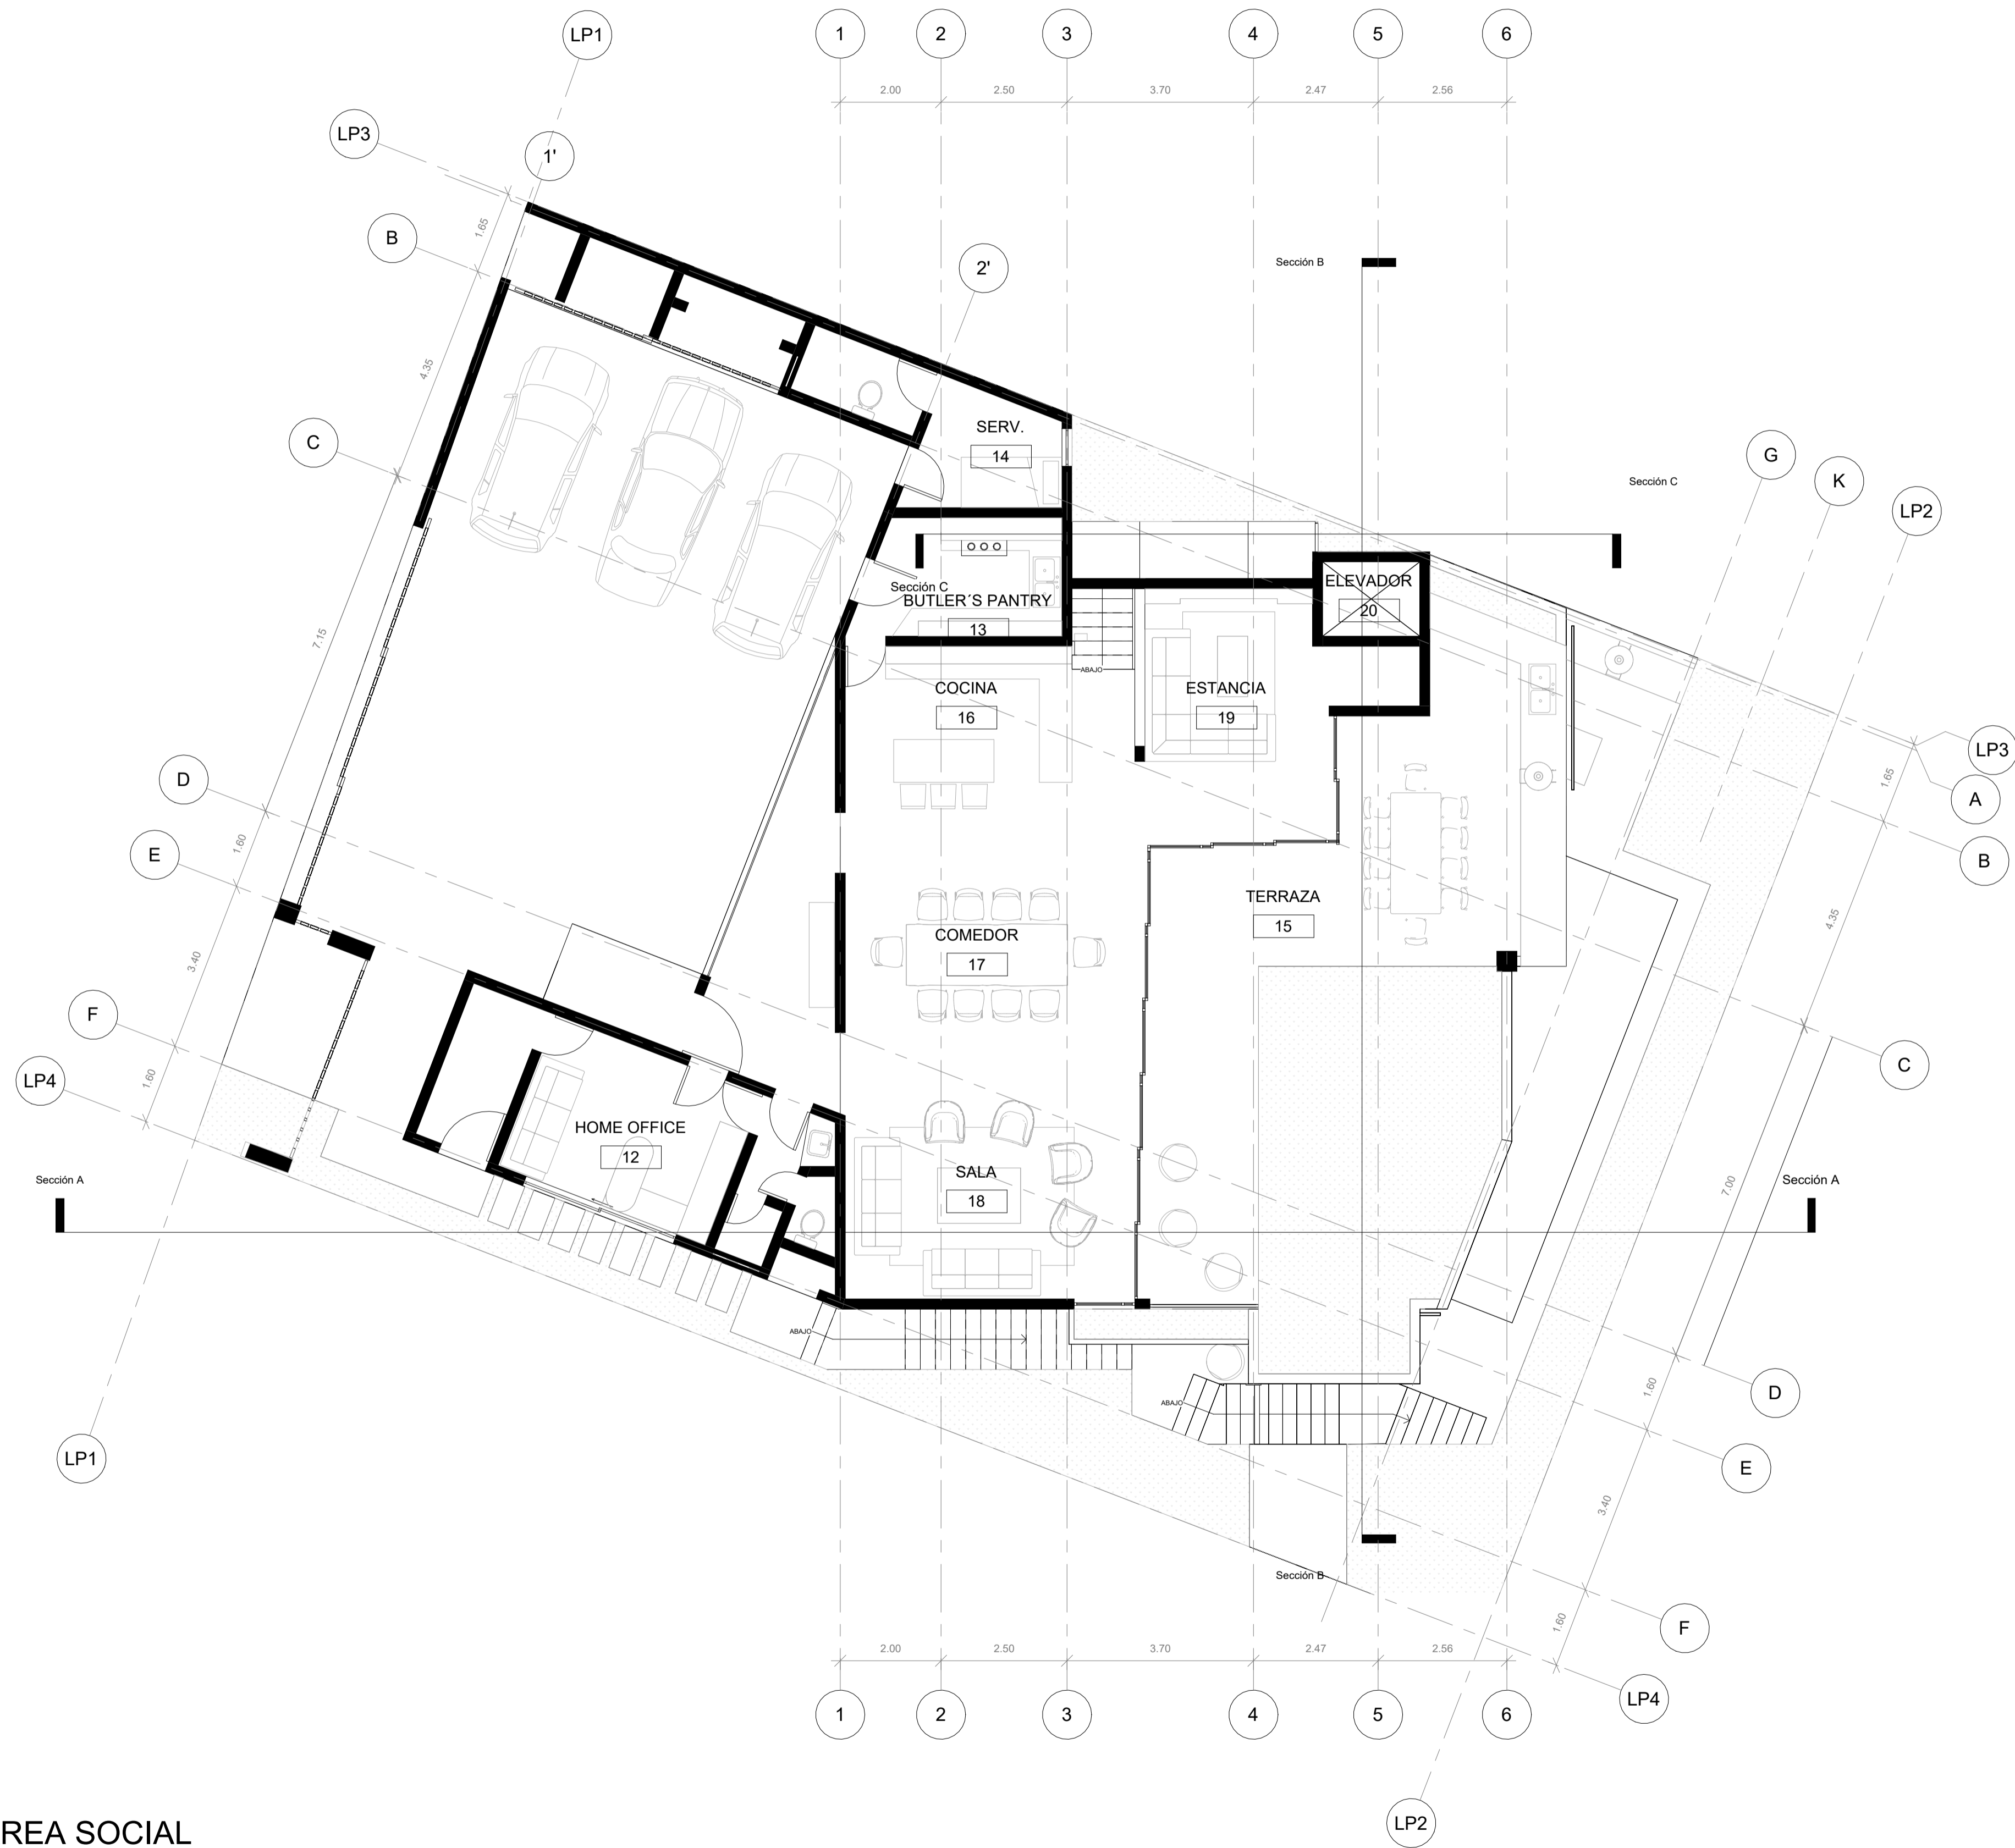 LP1
1
2
3
4
5
6
2.00
2.50
3.70
2.47
2.56
LP3
1'
B
1.65
2'
Sección B
4.35
C
SERV.
14
G
K
LP2
Sección C
ELEVADOR
20
Sección C
BUTLER´S PANTRY
13
7.15
ABAJO
COCINA
16
ESTANCIA
19
LP3
A
1.65
B
D
1.60
E
TERRAZA
15
4.35
COMEDOR
17
3.40
F
C
LP4
1.60
HOME OFFICE
12
SALA
18
7.00
Sección A
Sección A
ABAJO
ABAJO
D
1.60
E
LP1
3.40
Sección B
F
1.60
LP4
2.00
2.50
3.70
2.47
2.56
1
2
3
4
5
6
LP2
REA SOCIAL